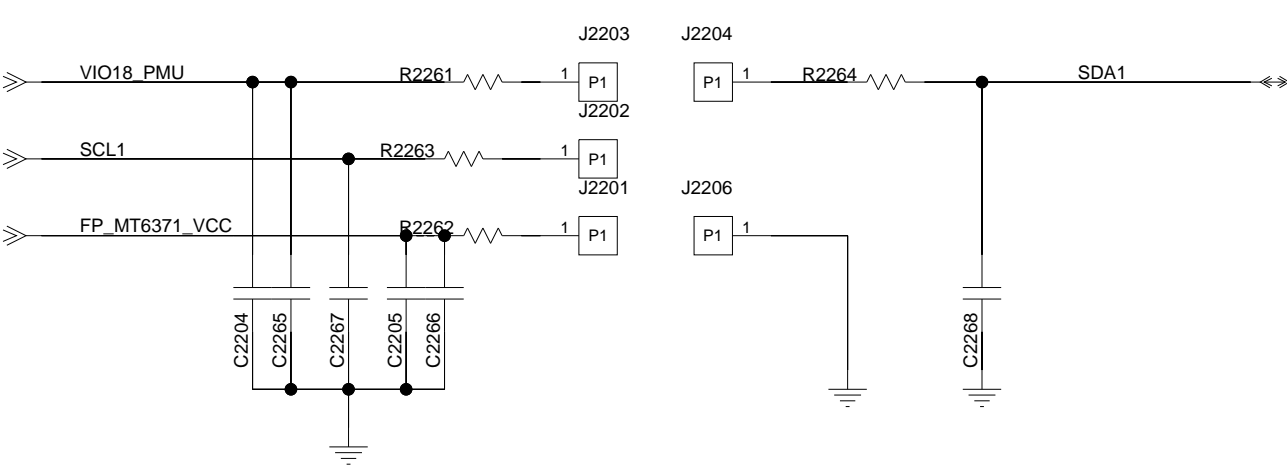 J2203 J2204
VIO18_PMU R2261 1 P1 P1 1 R2264 SDA1
J2202
SCL1 R2263 1 P1
J2201 J2206
FP_MT6371_VCC R2262 1 P1 P1 1
C2204 C2265 C2267 C2205 C2266 C2268